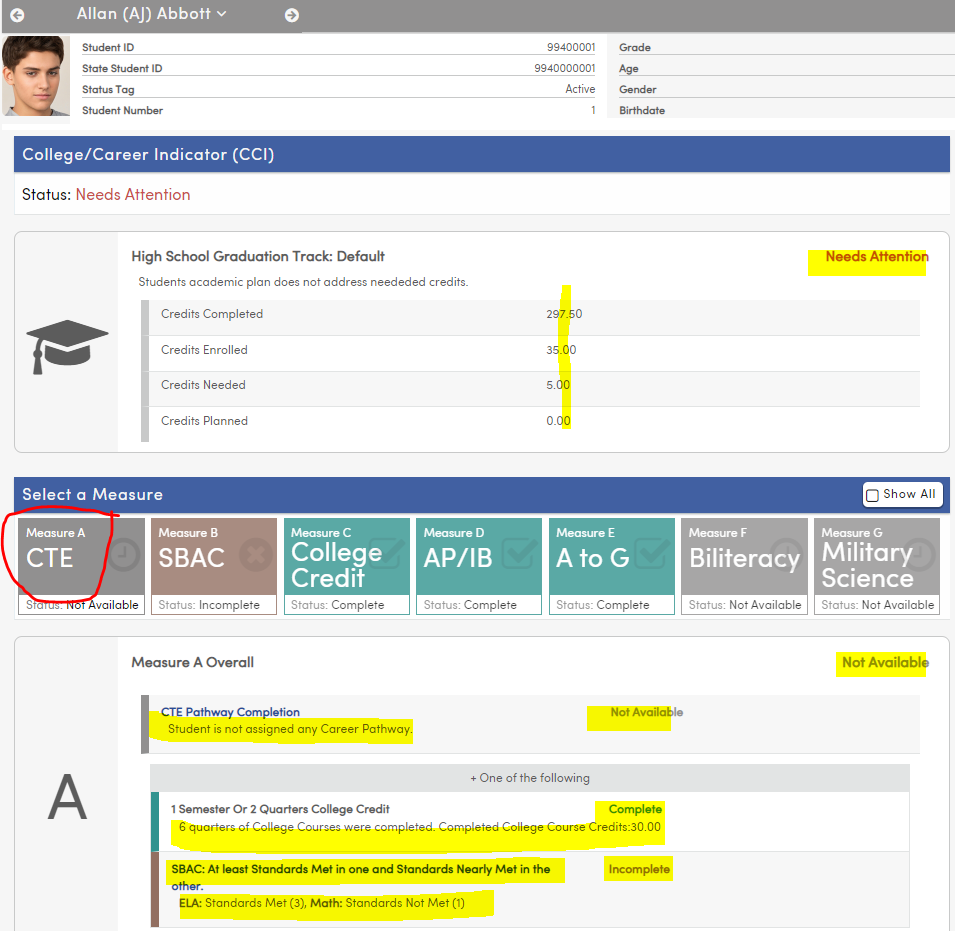 Allan (AJ) Abbott
Student ID 99400001 Grade
State Student ID 9940000001 Age
Status Tag Active Gender
Student Number 1 Birthdate
College/Career Indicator (CCI)
Status: Needs Attention
High School Graduation Track: Default Needs Attention
Students academic plan does not address neededed credits.
Credits Completed 297.50
Credits Enrolled 35.00
Credits Needed 5.00
Credits Planned 0.00
Select a Measure Show All
Measure A
CTE
Status: Not Available
Measure B
SBAC
Status: Incomplete
Measure C
College
Credit
Status: Complete
Measure D
AP/IB
Status: Complete
Measure E
A to G
Status: Complete
Measure F
Biliteracy
Status: Not Available
Measure G
Military
Science
Status: Not Available
A
Measure A Overall Not Available
CTE Pathway Completion Not Available
Student is not assigned any Career Pathway.
+ One of the following
1 Semester Or 2 Quarters College Credit Complete
6 quarters of College Courses were completed. Completed College Course Credits:30.00
SBAC: At least Standards Met in one and Standards Nearly Met in the Incomplete
other.
ELA: Standards Met (3), Math: Standards Not Met (1)